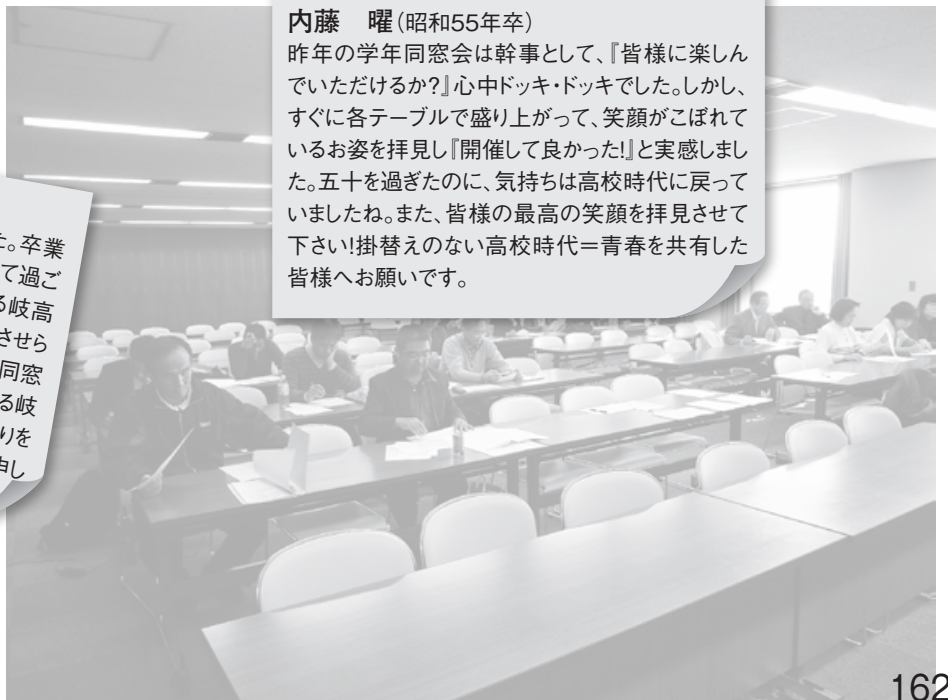 内藤　曜(昭和55年卒)
昨年の学年同窓会は幹事として、『皆様に楽しん
でいただけるか?』心中ドッキ・ドッキでした。しかし、
すぐに各テーブルで盛り上がって、笑顔がこぼれて
いるお姿を拝見し『開催して良かった!』と実感しまし
た。五十を過ぎたのに、気持ちは高校時代に戻って
いましたね。また、皆様の最高の笑顔を拝見させて
下さい!掛替えのない高校時代=青春を共有した
皆様へお願いです。
た。卒業
て過ご
る岐高
させら
同窓
る岐
りを
申し
162